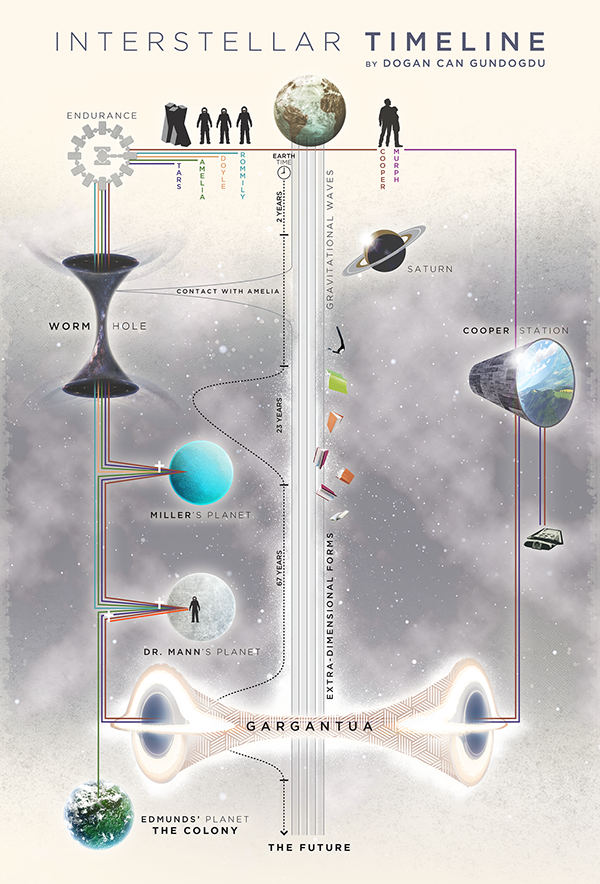 INTERSTELLAR TIMELINE
BY DOGAN CAN GUNDOGDU
ENDURANCE
TARS
AMELIA
DOYLE
ROMMILY
EARTH
TIME
COOPER
MURPH
2 YEARS
GRAVITATIONAL WAVES
SATURN
CONTACT WITH AMELIA
WORM HOLE
COOPER STATION
23 YEARS
MILLER'S PLANET
67 YEARS
EXTRA-DIMENSIONAL FORMS
DR. MANN'S PLANET
GARGANTUA
EDMUNDS' PLANET
THE COLONY
THE FUTURE